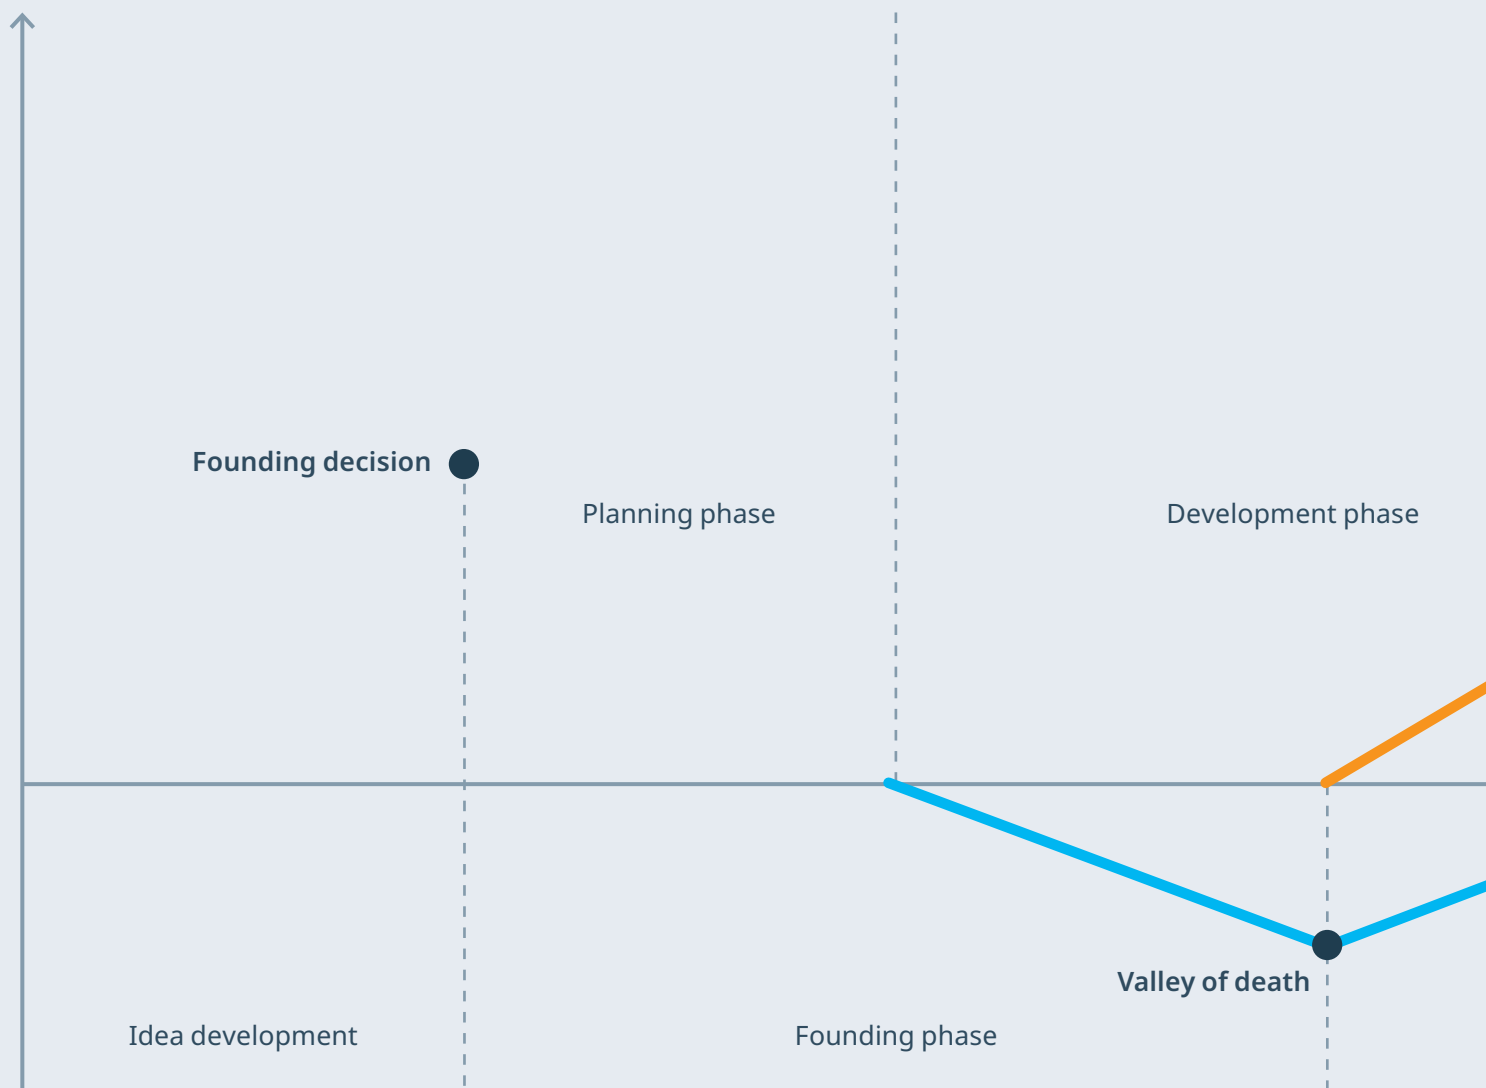 Founding decision
Planning phase
Development phase
Valley of death
Idea development
Founding phase